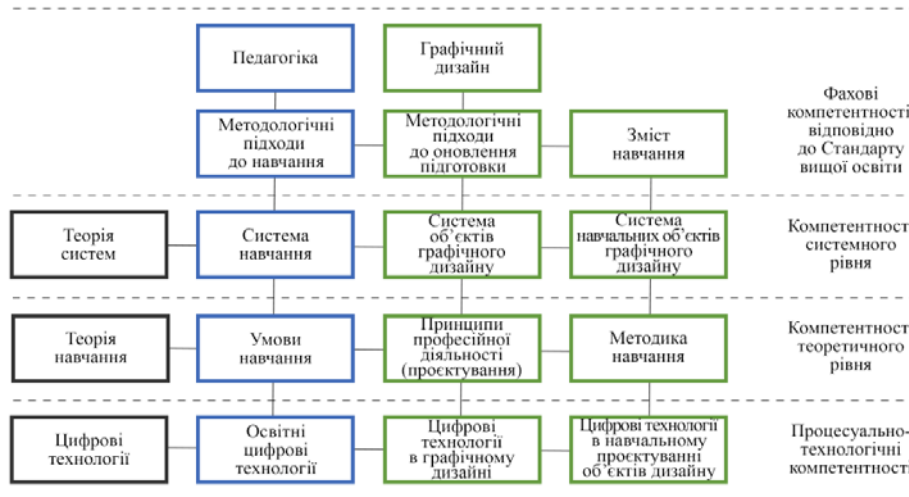 Педагогіка
Графічний
дизайн
Методологічні
підходи
до навчання
Методологічні
підходи
до оновлення
підготовки
Зміст
навчання
Фахові
компетентності
відповідно
до Стандарту
вищої освіти
Теорія
систем
Система
навчання
Система
об’єктів
графічного
дизайну
Система
навчальних об’єктів
графічного
дизайну
Компетентност
системного
рівня
Теорія
навчання
Умови
навчання
Принципи
професійної
діяльності
(проєктування)
Методика
навчання
Компетентност
теоретичного
рівня
Цифрові
технології
Освітні
цифрові
технології
Цифрові
технології
в графічному
дизайні
Цифрові технології
в навчальному
проєктуванні
об’єктів дизайну
Процесуально-
технологічні
компетентності